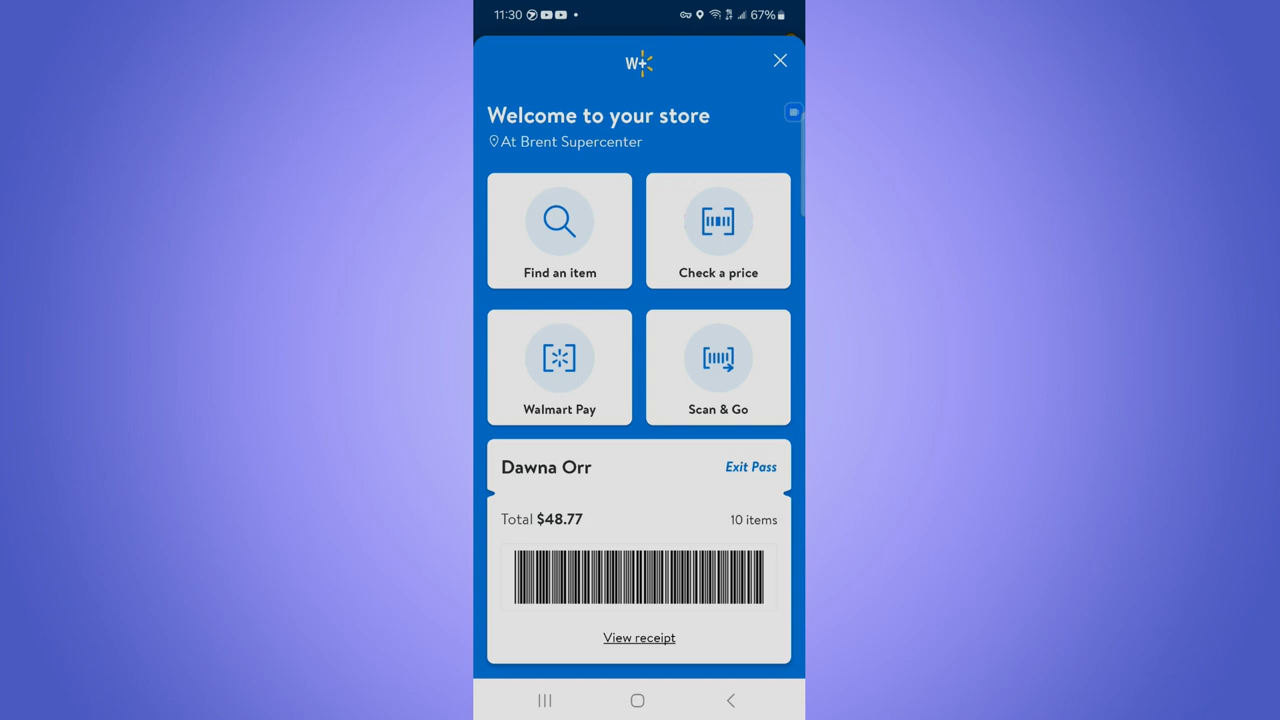 11:30
67%
W+
Welcome to your store
At Brent Supercenter
Find an item
Check a price
Walmart Pay
Scan & Go
Dawna Orr
Exit Pass
Total $48.77
10 items
View receipt